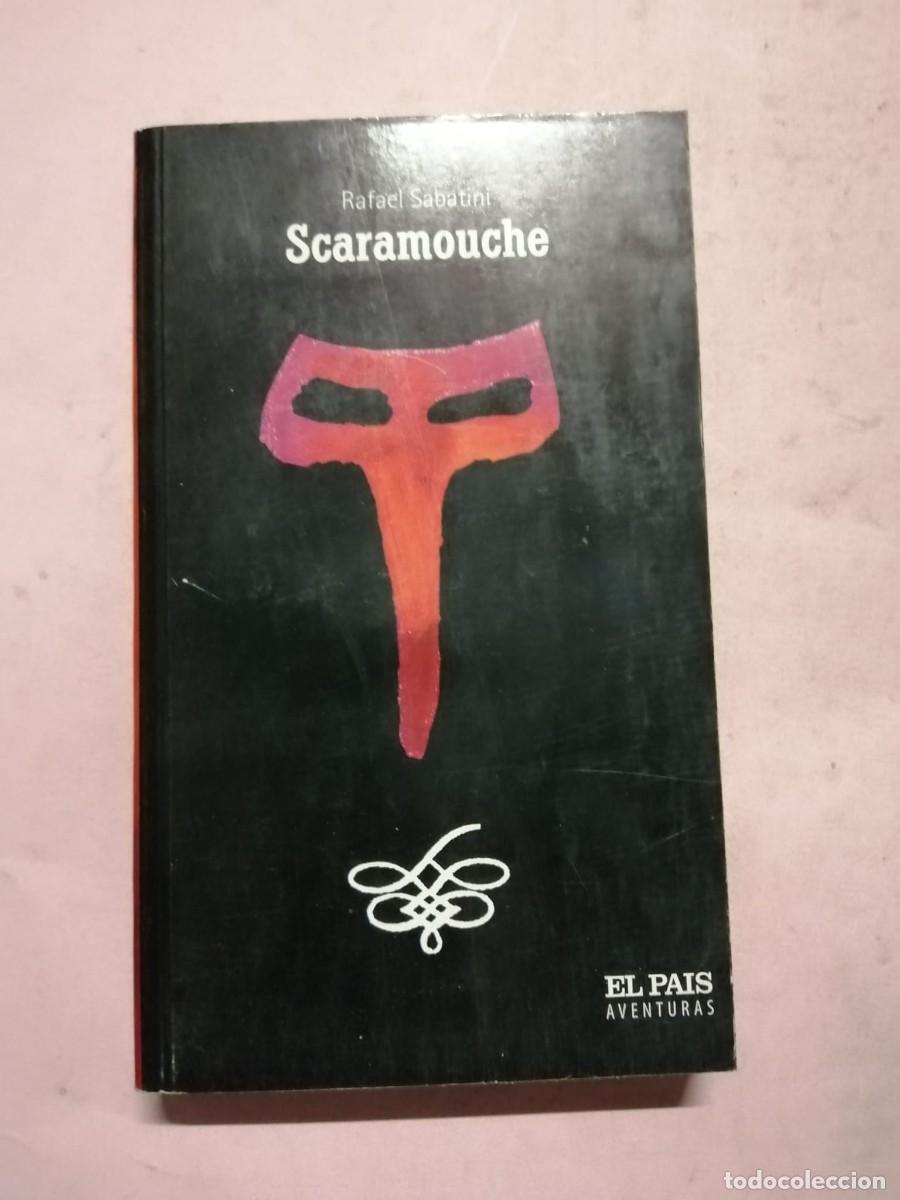 Rafael Sabatini
Scaramouche
EL PAIS
AVENTURAS
todocoleccion